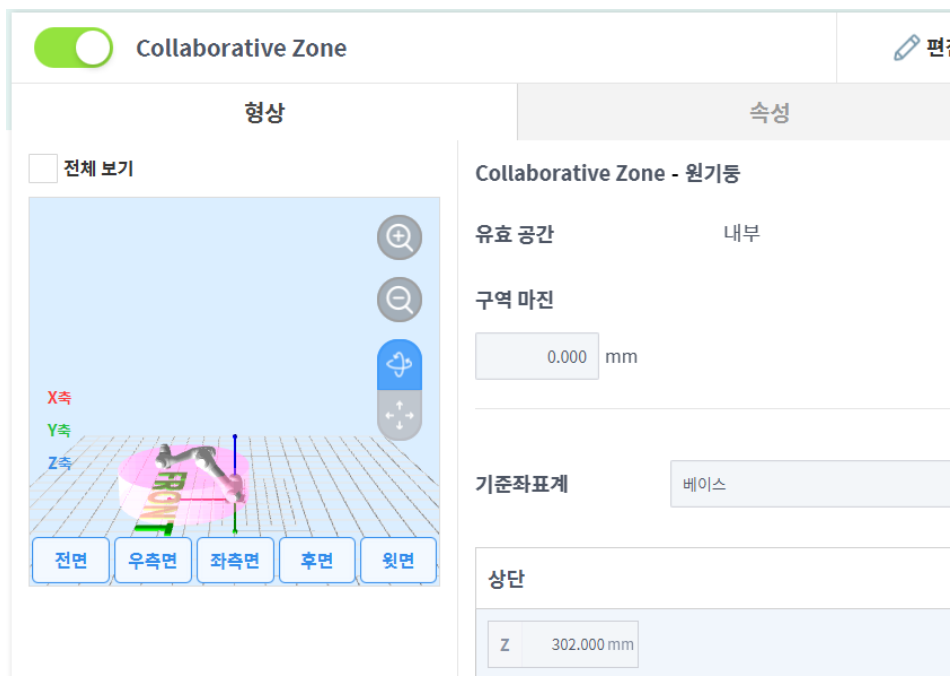 Collaborative Zone
형상
속성
전체 보기
Collaborative Zone - 원기둥
유효 공간 내부
구역 마진
0.000 mm
X축
Y축
Z축
FRONT
기준좌표계 베이스
전면 우측면 좌측면 후면 윗면
상단
Z 302.000 mm